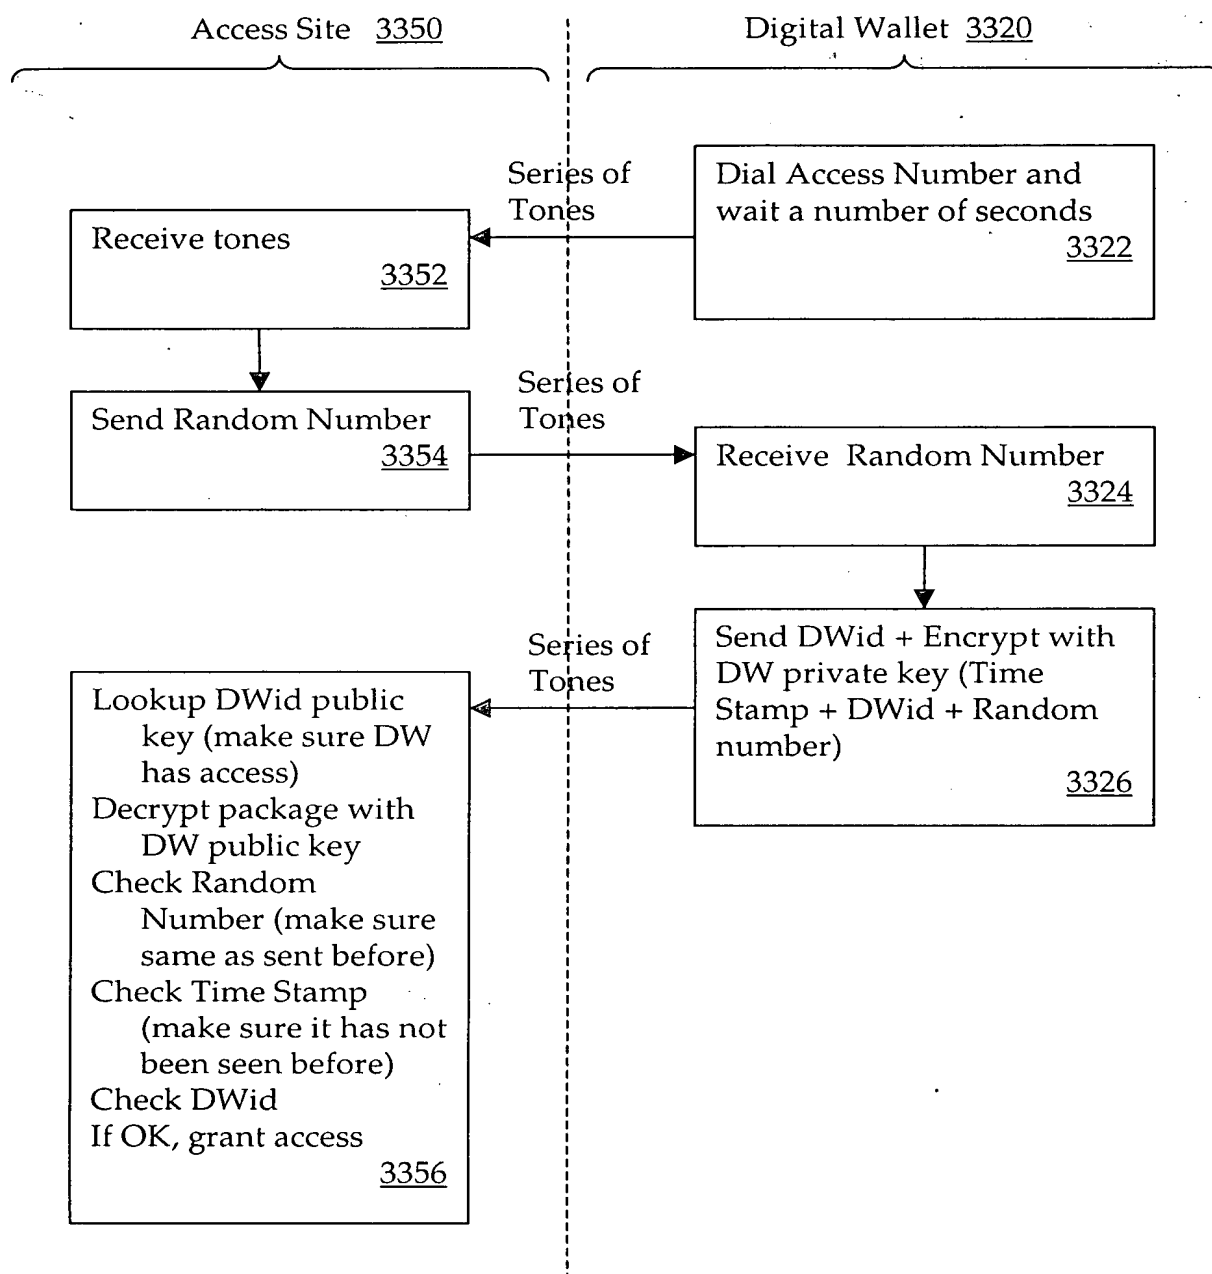 Access Site 3350
Digital Wallet 3320
Series of
Tones
Dial Access Number and
wait a number of seconds
3322
Receive tones
3352
Series of
Tones
Send Random Number
3354
Receive Random Number
3324
Series of
Tones
Send DWid + Encrypt with
DW private key (Time
Stamp + DWid + Random
number)
3326
Lookup DWid public
key (make sure DW
has access)
Decrypt package with
DW public key
Check Random
Number (make sure
same as sent before)
Check Time Stamp
(make sure it has not
been seen before)
Check DWid
If OK, grant access
3356